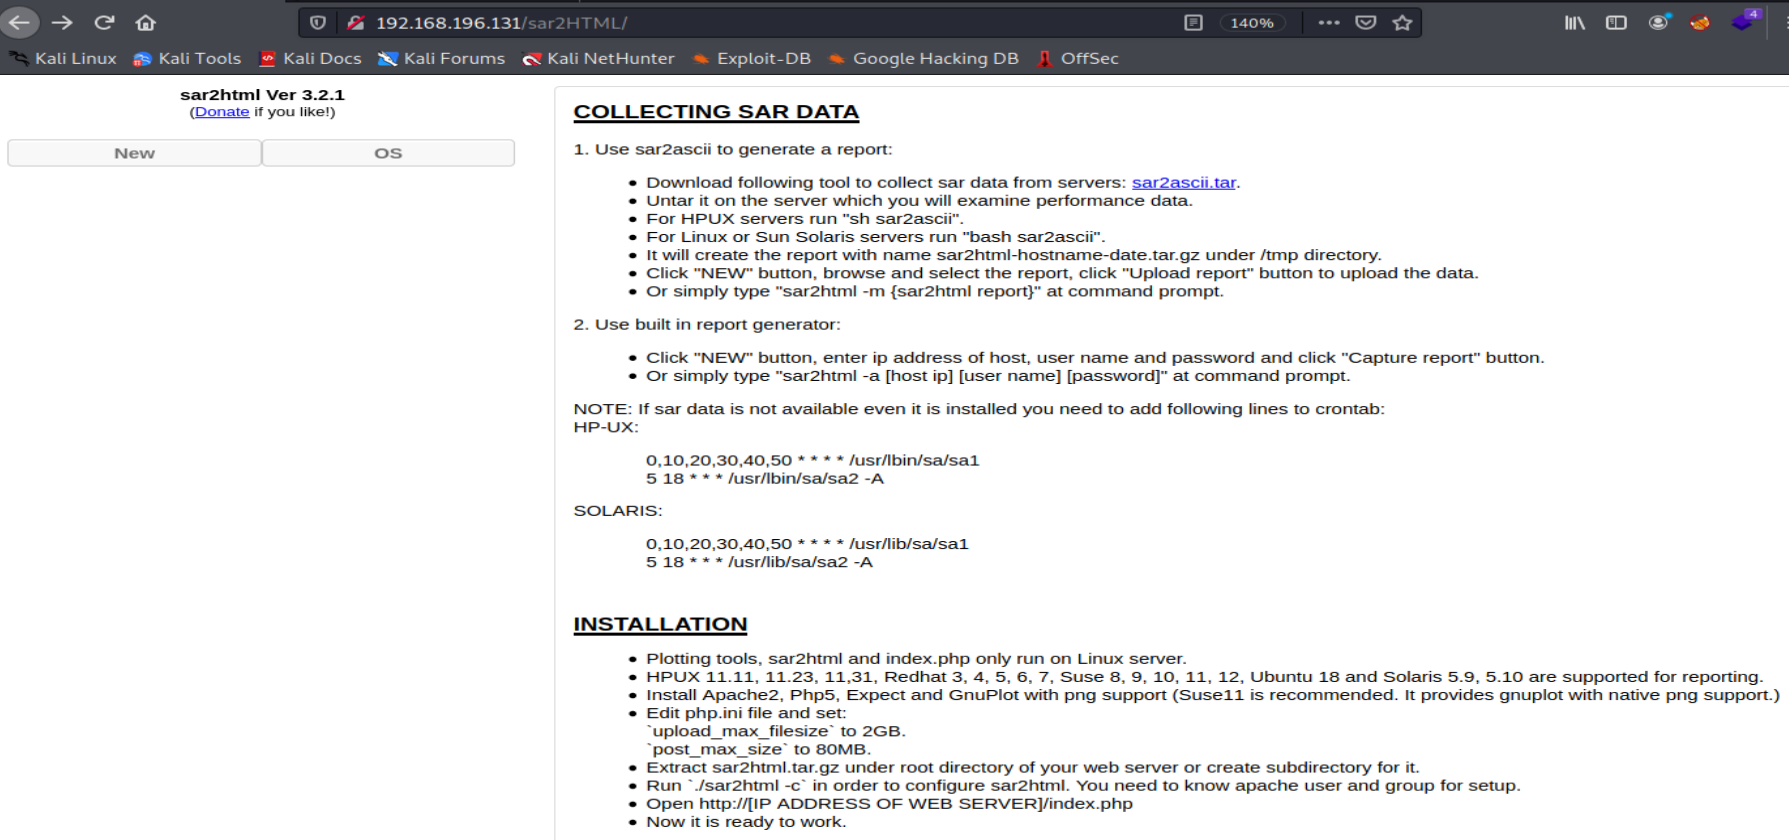 192.168.196.131/sar2HTML/
140%
4
Kali Linux Kali Tools Kali Docs Kali Forums Kali NetHunter Exploit-DB Google Hacking DB OffSec
sar2html Ver 3.2.1
(Donate if you like!)
New OS
COLLECTING SAR DATA
1. Use sar2ascii to generate a report:
• Download following tool to collect sar data from servers: sar2ascii.tar.
• Untar it on the server which you will examine performance data.
• For HPUX servers run "sh sar2ascii".
• For Linux or Sun Solaris servers run "bash sar2ascii".
• It will create the report with name sar2html-hostname-date.tar.gz under /tmp directory.
• Click "NEW" button, browse and select the report, click "Upload report" button to upload the data.
• Or simply type "sar2html -m {sar2html report}" at command prompt.
2. Use built in report generator:
• Click "NEW" button, enter ip address of host, user name and password and click "Capture report" button.
• Or simply type "sar2html -a [host ip] [user name] [password]" at command prompt.
NOTE: If sar data is not available even it is installed you need to add following lines to crontab:
HP-UX:
0,10,20,30,40,50 * * * * /usr/lbin/sa/sa1
5 18 * * * /usr/lbin/sa/sa2 -A
SOLARIS:
0,10,20,30,40,50 * * * * /usr/lib/sa/sa1
5 18 * * * /usr/lib/sa/sa2 -A
INSTALLATION
• Plotting tools, sar2html and index.php only run on Linux server.
• HPUX 11.11, 11.23, 11,31, Redhat 3, 4, 5, 6, 7, Suse 8, 9, 10, 11, 12, Ubuntu 18 and Solaris 5.9, 5.10 are supported for reporting.
• Install Apache2, Php5, Expect and GnuPlot with png support (Suse11 is recommended. It provides gnuplot with native png support.)
• Edit php.ini file and set:
`upload_max_filesize` to 2GB.
`post_max_size` to 80MB.
• Extract sar2html.tar.gz under root directory of your web server or create subdirectory for it.
• Run `./sar2html -c` in order to configure sar2html. You need to know apache user and group for setup.
• Open http://[IP ADDRESS OF WEB SERVER]/index.php
• Now it is ready to work.